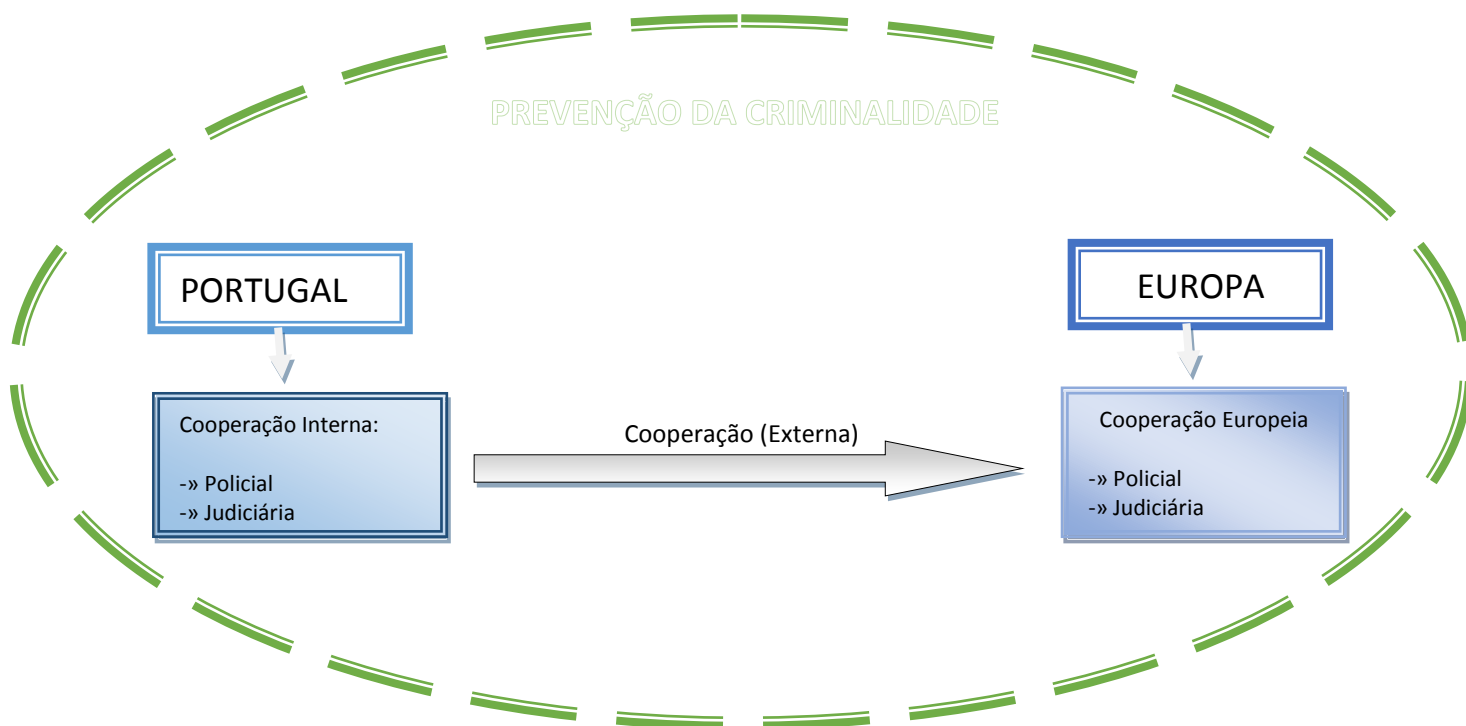 PREVENÇÃO DA CRIMINALIDADE
PORTUGAL
EUROPA
Cooperação Interna:
-» Policial
-» Judiciária
Cooperação (Externa)
Cooperação Europeia
-» Policial
-» Judiciária